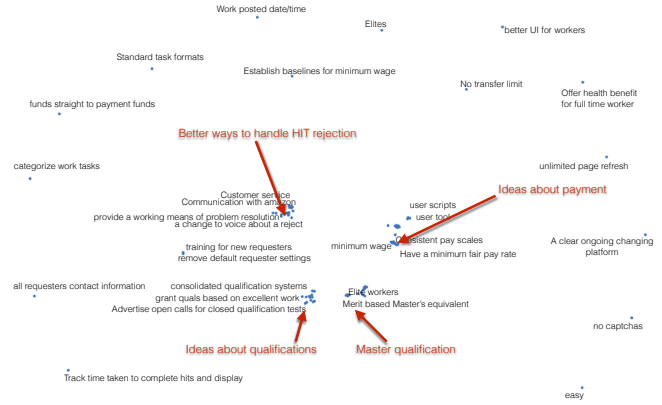 Work posted date/time
Elites
better UI for workers
Standard task formats
Establish baselines for minimum wage
No transfer limit
Offer health benefit
for full time worker
funds straight to payment funds
Better ways to handle HIT rejection
categorize work tasks
unlimited page refresh
Ideas about payment
Customer service
Communication with amazon
user scripts
provide a working means of problem resolution
user tool
a change to voice about a reject
minimum wage
Consistent pay scales
A clear ongoing changing
platform
training for new requesters
Have a minimum fair pay rate
remove default requester settings
all requesters contact information
consolidated qualification systems
Elite workers
grant quals based on excellent work
Merit based Master's equivalent
Advertise open calls for closed qualification tests
no captchas
Ideas about qualifications
Master qualification
Track time taken to complete hits and display
easy